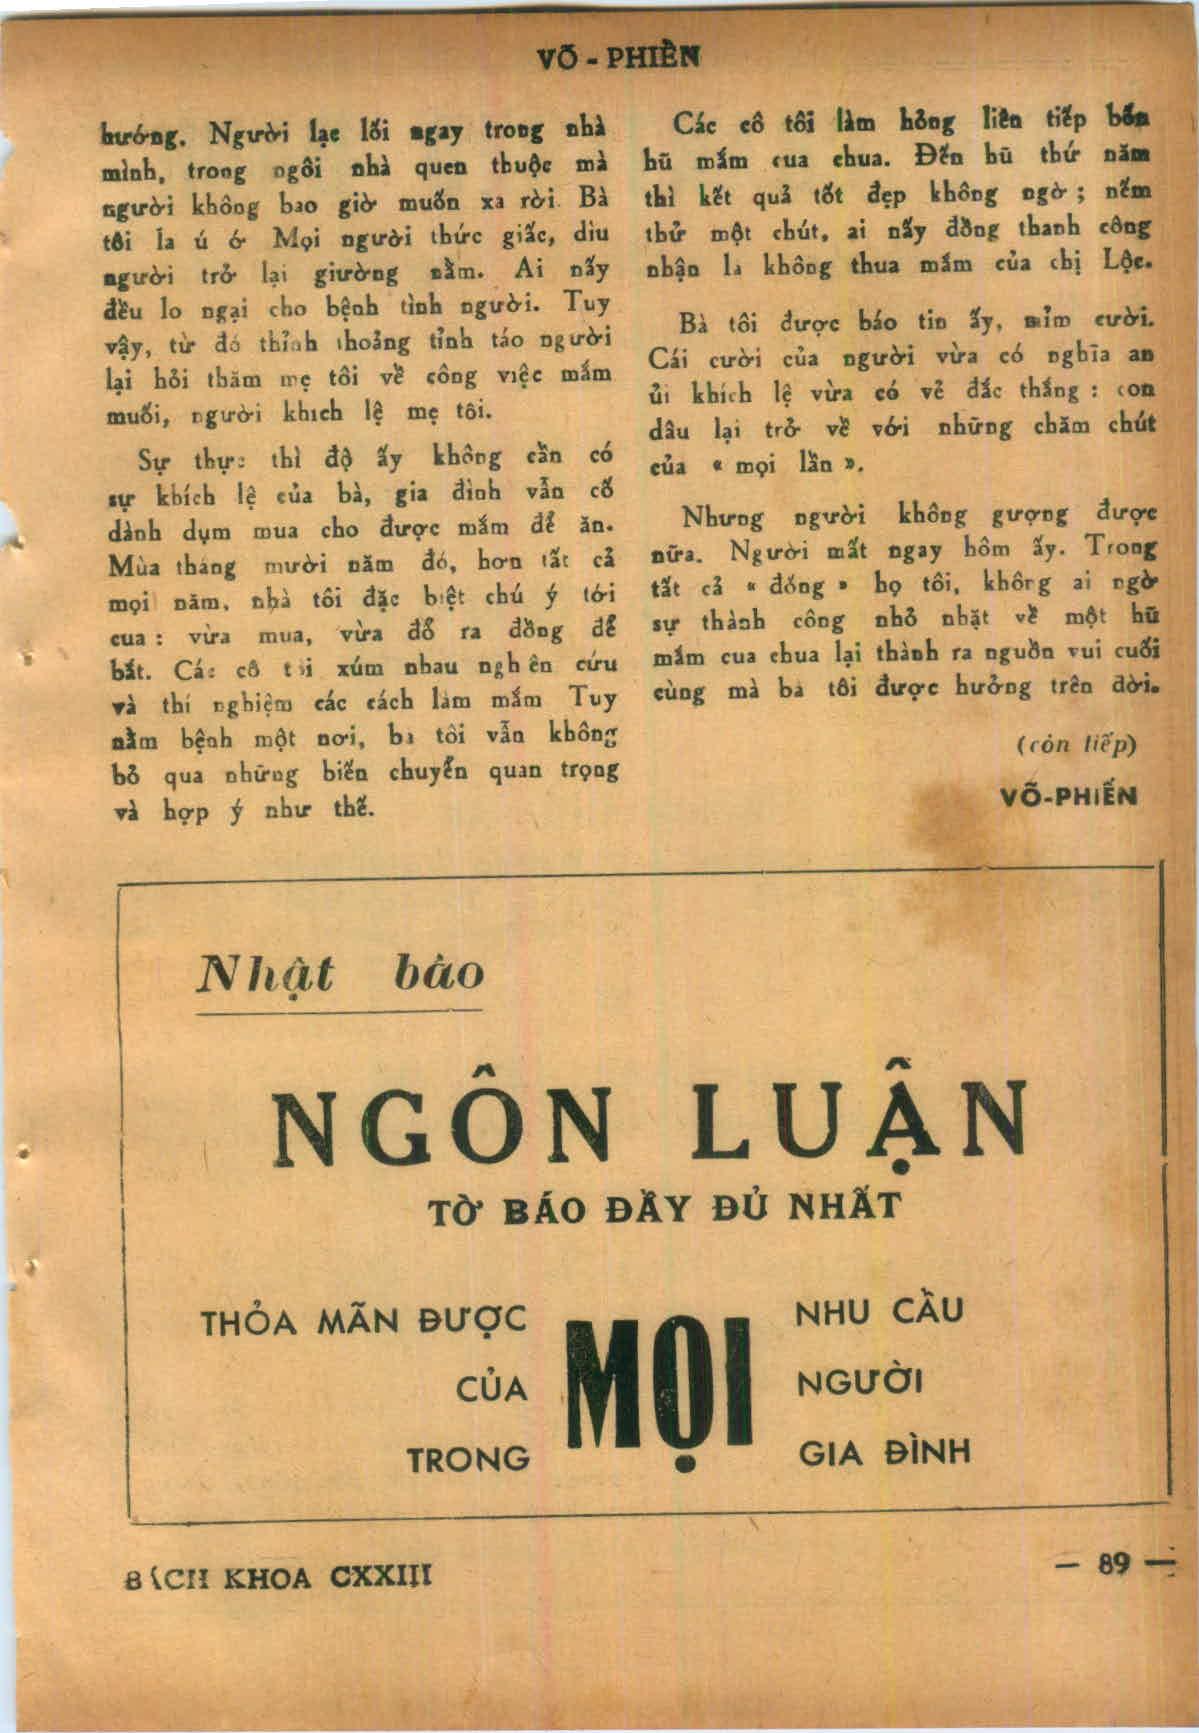 VÕ - PHIẾN
hướng. Người lạc lối ngay trong nhà
mình, trong ngôi nhà quen thuộc mà
người không bao giờ muốn xa rời. Bà
tôi la ú ớ Mọi người thức giấc, dìu
người trở lại giường nằm. Ai nấy
đều lo ngại cho bệnh tình người. Tuy
vậy, từ đó thỉnh thoảng tỉnh táo người
lại hỏi thăm mẹ tôi về công việc mắm
muối, người khích lệ mẹ tôi.
Sự thực thì độ ấy không cần có
sự khích lệ của bà, gia đình vẫn cố
dành dụm mua cho được mắm để ăn.
Mùa tháng mười năm đó, hơn tất cả
mọi năm, nhà tôi đặc biệt chú ý tới
cua : vừa mua, vừa đổ ra đồng để
bắt. Các cô tôi xúm nhau nghiên cứu
và thí nghiệm các cách làm mắm Tuy
nằm bệnh một nơi, bà tôi vẫn không
bỏ qua những biến chuyển quan trọng
và hợp ý như thế.
Các cô tôi làm hỏng liên tiếp bốn
hũ mắm cua chua. Đến hũ thứ năm
thì kết quả tốt đẹp không ngờ ; nếm
thử một chút, ai nấy đồng thanh công
nhận là không thua mắm của chị Lộc.
Bà tôi được báo tin ấy, mỉm cười.
Cái cười của người vừa có nghĩa an
ủi khích lệ vừa có vẻ đắc thắng : con
dâu lại trở về với những chăm chút
của « mọi lần ».
Nhưng người không gượng được
nữa. Người mất ngay hôm ấy. Trong
tất cả « đống » họ tôi, không ai ngờ
sự thành công nhỏ nhặt về một hũ
mắm cua chua lại thành ra nguồn vui cuối
cùng mà bà tôi được hưởng trên đời.
(còn tiếp)
VÕ-PHIẾN
Nhật báo
NGÔN LUẬN
TỜ BÁO ĐẦY ĐỦ NHẤT
THỎA MÃN ĐƯỢC MỌI NHU CẦU
CỦA NGƯỜI
TRONG GIA ĐÌNH
BÁCH KHOA CXXIII
— 89 —